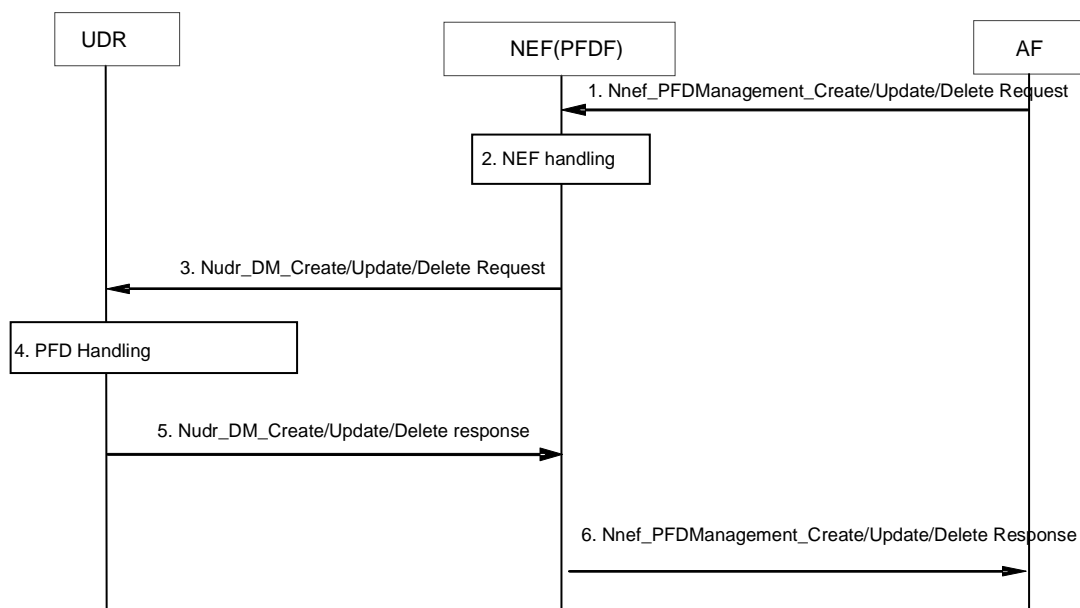 UDR
NEF(PFDF)
AF
1. Nnef_PFDManagement_Create/Update/Delete Request
2. NEF handling
3. Nudr_DM_Create/Update/Delete Request
4. PFD Handling
5. Nudr_DM_Create/Update/Delete response
6. Nnef_PFDManagement_Create/Update/Delete Response